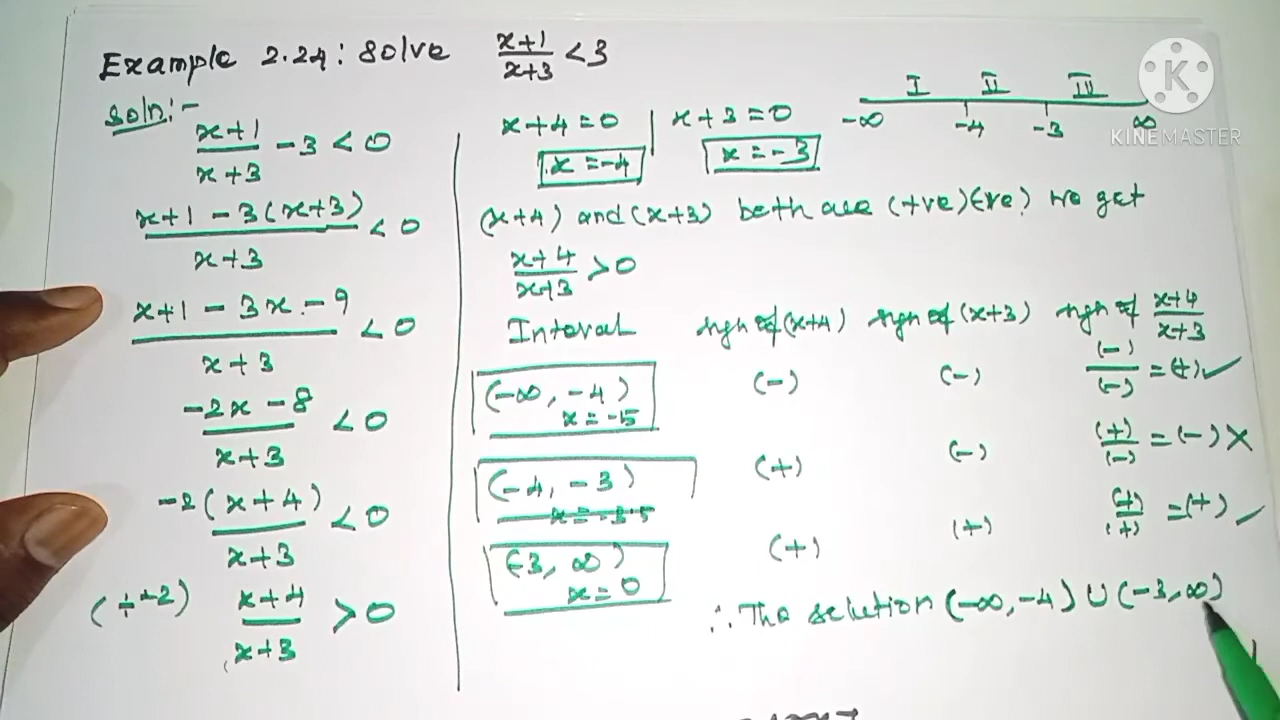 Example 2.24 : Solve x+1/x+3 < 3
Soln:-
x+1/x+3 - 3 < 0
x+1 - 3(x+3)/x+3 < 0
x+1 - 3x - 9/x+3 < 0
-2x - 8/x+3 < 0
-2(x+4)/x+3 < 0
(÷ -2) x+4/x+3 > 0
x+4=0 | x+3=0
x=-4 x=-3
I II III
-∞ -4 -3 ∞
(x+4) and (x+3) both are (+ve) (-ve) we get
x+4/x+3 > 0
Interval sign of (x+4) sign of (x+3) sign of x+4/x+3
(-∞, -4) (-) (-) (-)/(-) = (+) ✓
x = -15
(-4, -3) (+) (-) (+)/(-) = (-) X
x = -3.5
(-3, ∞) (+) (+) (+)/(+) = (+) ✓
x = 0
∴ The solution (-∞, -4) ∪ (-3, ∞)
K
KINEMASTER